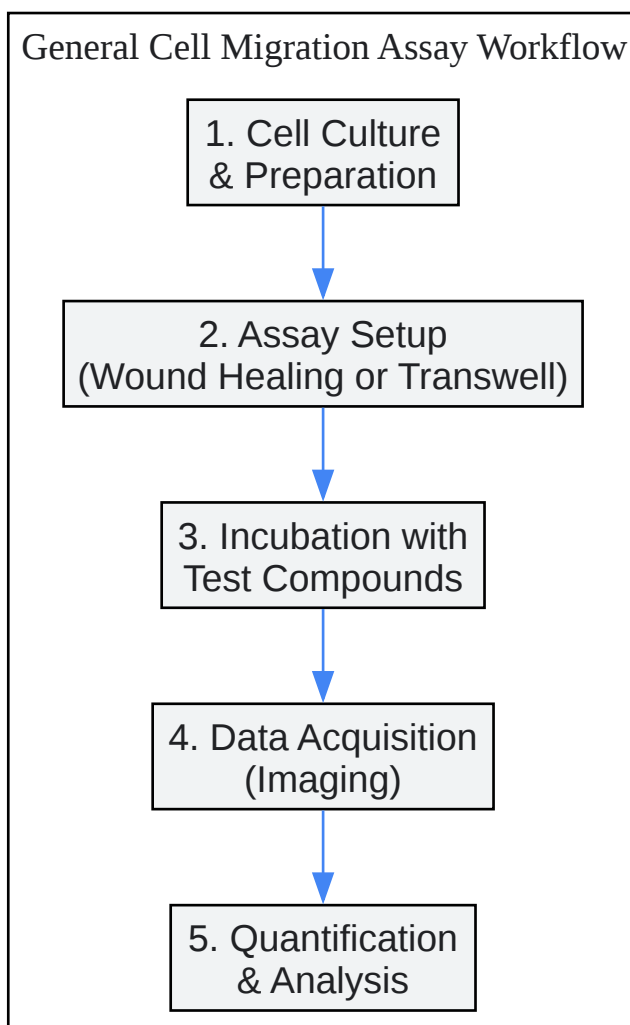 General Cell Migration Assay Workflow
1. Cell Culture
& Preparation
2. Assay Setup
(Wound Healing or Transwell)
3. Incubation with
Test Compounds
4. Data Acquisition
(Imaging)
5. Quantification
& Analysis